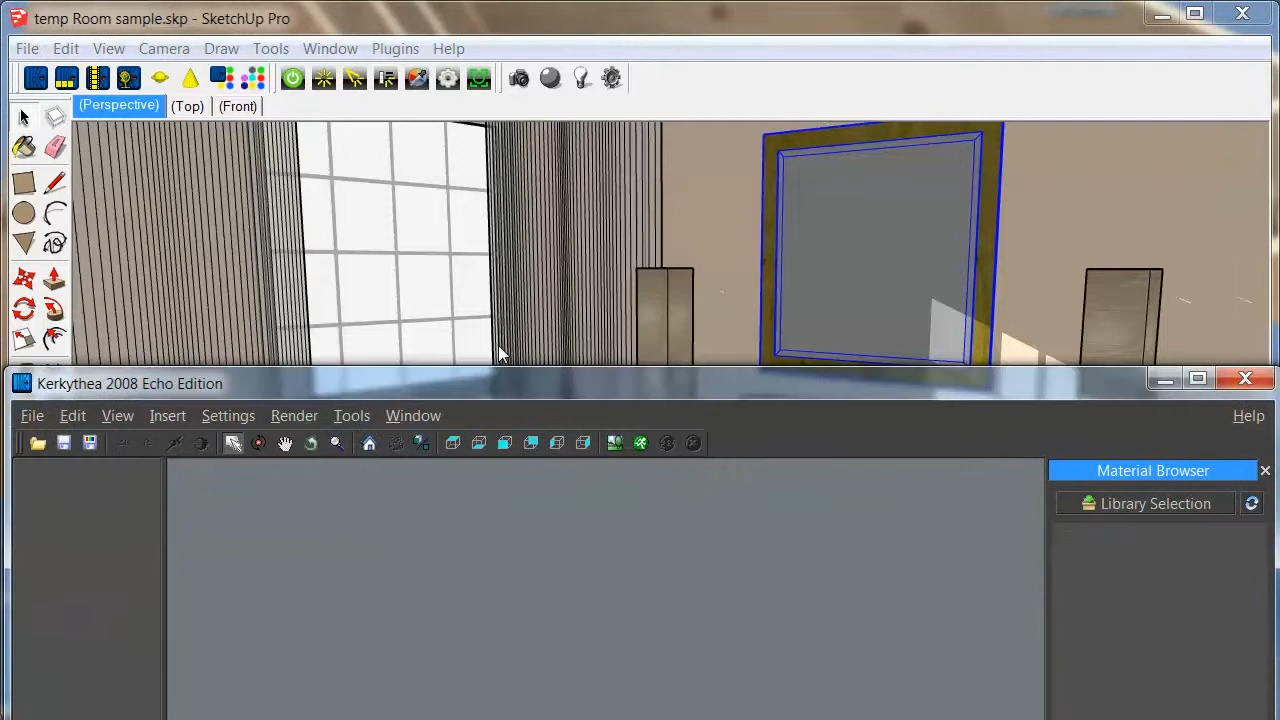 temp Room sample.skp - SketchUp Pro
File Edit View Camera Draw Tools Window Plugins Help
(Perspective) (Top) (Front)
Kerkythea 2008 Echo Edition
File Edit View Insert Settings Render Tools Window Help
Material Browser
Library Selection